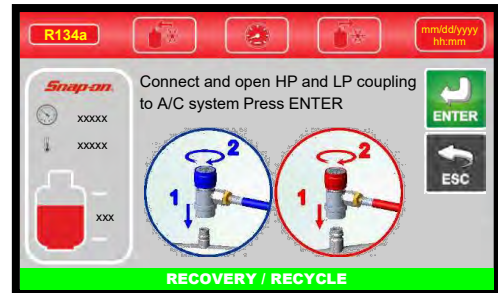 R134a
mm/dd/yyyy
hh:mm
Snap-on
Connect and open HP and LP coupling
to A/C system Press ENTER
ENTER
xxxxx
xxxxx
ESC
2
1
2
1
xxx
RECOVERY / RECYCLE